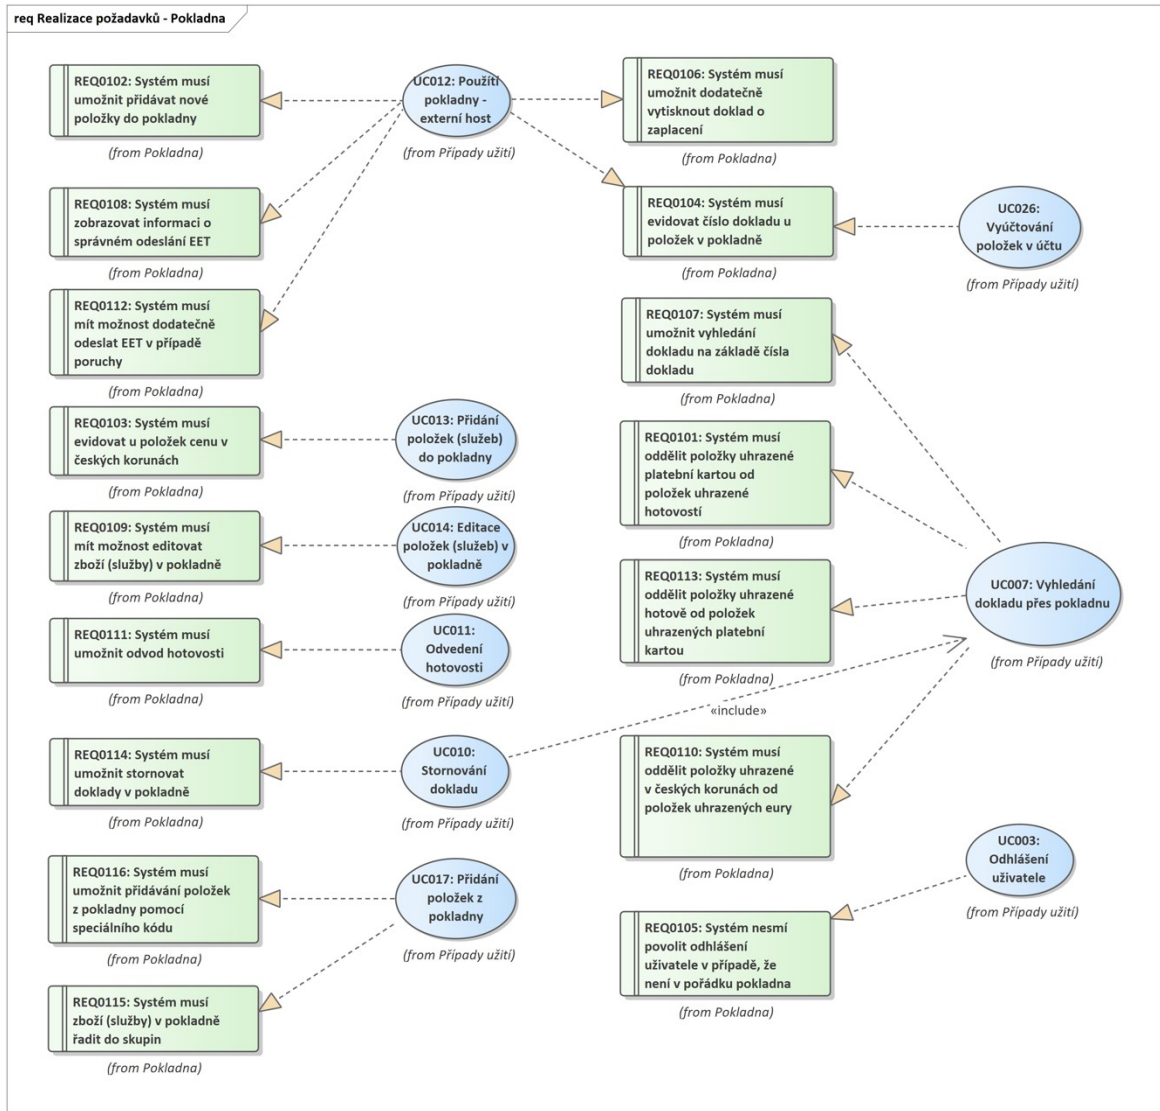 req Realizace požadavků - Pokladna
REQ0102: Systém musí
umožnit přidávat nové
položky do pokladny
(from Pokladna)
UC012: Použítí
pokladny -
externí host
(from Případy užití)
REQ0106: Systém musí
umožnit dodatečně
vytisknout doklad o
zaplacení
(from Pokladna)
REQ0108: Systém musí
zobrazovat informaci o
správném odeslání EET
(from Pokladna)
REQ0104: Systém musí
evidovat číslo dokladu u
položek v pokladně
(from Pokladna)
UC026:
Vyúčtování
položek v účtu
(from Případy užití)
REQ0112: Systém musí
mít možnost dodatečně
odeslat EET v případě
poruchy
(from Pokladna)
REQ0107: Systém musí
umožnit vyhledání
dokladu na základě čísla
dokladu
(from Pokladna)
REQ0103: Systém musí
evidovat u položek cenu v
českých korunách
(from Pokladna)
UC013: Přidání
položek (služeb)
do pokladny
(from Případy užití)
REQ0101: Systém musí
oddělit položky uhrazené
platební kartou od
položek uhrazené
hotovostí
(from Pokladna)
REQ0109: Systém musí
mít možnost editovat
zboží (služby) v pokladně
(from Pokladna)
UC014: Editace
položek (služeb) v
pokladně
(from Případy užití)
REQ0113: Systém musí
oddělit položky uhrazené
hotově od položek
uhrazených platební
kartou
(from Pokladna)
UC007: Vyhledání
dokladu přes pokladnu
(from Případy užití)
REQ0111: Systém musí
umožnit odvod hotovosti
(from Pokladna)
UC011:
Odvedení
hotovosti
(from Případy užití)
«include»
REQ0114: Systém musí
umožnit stornovat
doklady v pokladně
(from Pokladna)
UC010:
Stornování
dokladu
(from Případy užití)
REQ0110: Systém musí
oddělit položky uhrazené
v českých korunách od
položek uhrazených eury
(from Pokladna)
UC003:
Odhlášení
uživatele
(from Případy užití)
REQ0116: Systém musí
umožnit přidávání položek
z pokladny pomocí
speciálního kódu
(from Pokladna)
UC017: Přidání
položek z
pokladny
(from Případy užití)
REQ0105: Systém nesmí
povolit odhlášení
uživatele v případě, že
není v pořádku pokladna
(from Pokladna)
REQ0115: Systém musí
zboží (služby) v pokladně
řadit do skupin
(from Pokladna)